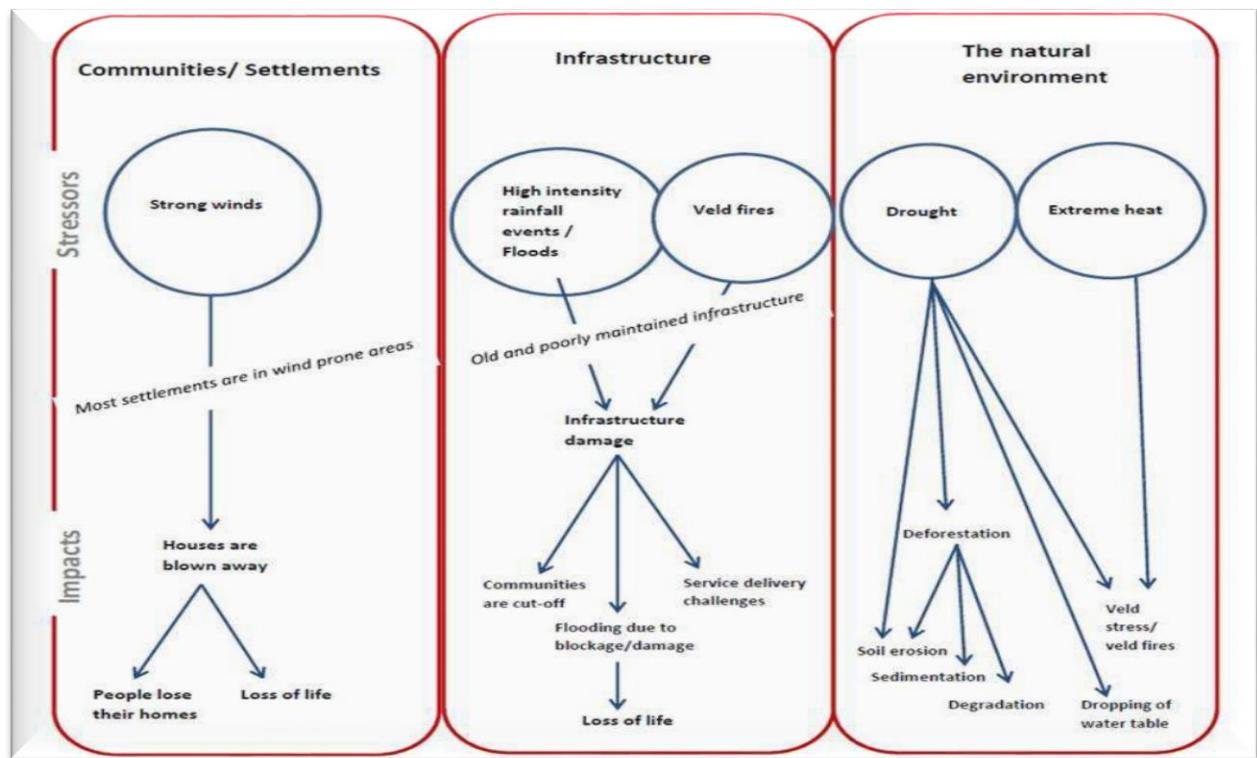 Communities/ Settlements
Infrastructure
The natural
environment
Stressors
Strong winds
High intensity
rainfall
events /
Floods
Veld fires
Drought
Extreme heat
Most settlements are in wind prone areas
Old and poorly maintained infrastructure
Impacts
Houses are
blown away
People lose
their homes
Loss of life
Infrastructure
damage
Communities
are cut-off
Service delivery
challenges
Flooding due to
blockage/damage
Loss of life
Deforestation
Soil erosion
Sedimentation
Degradation
Veld
stress/
veld fires
Dropping of
water table